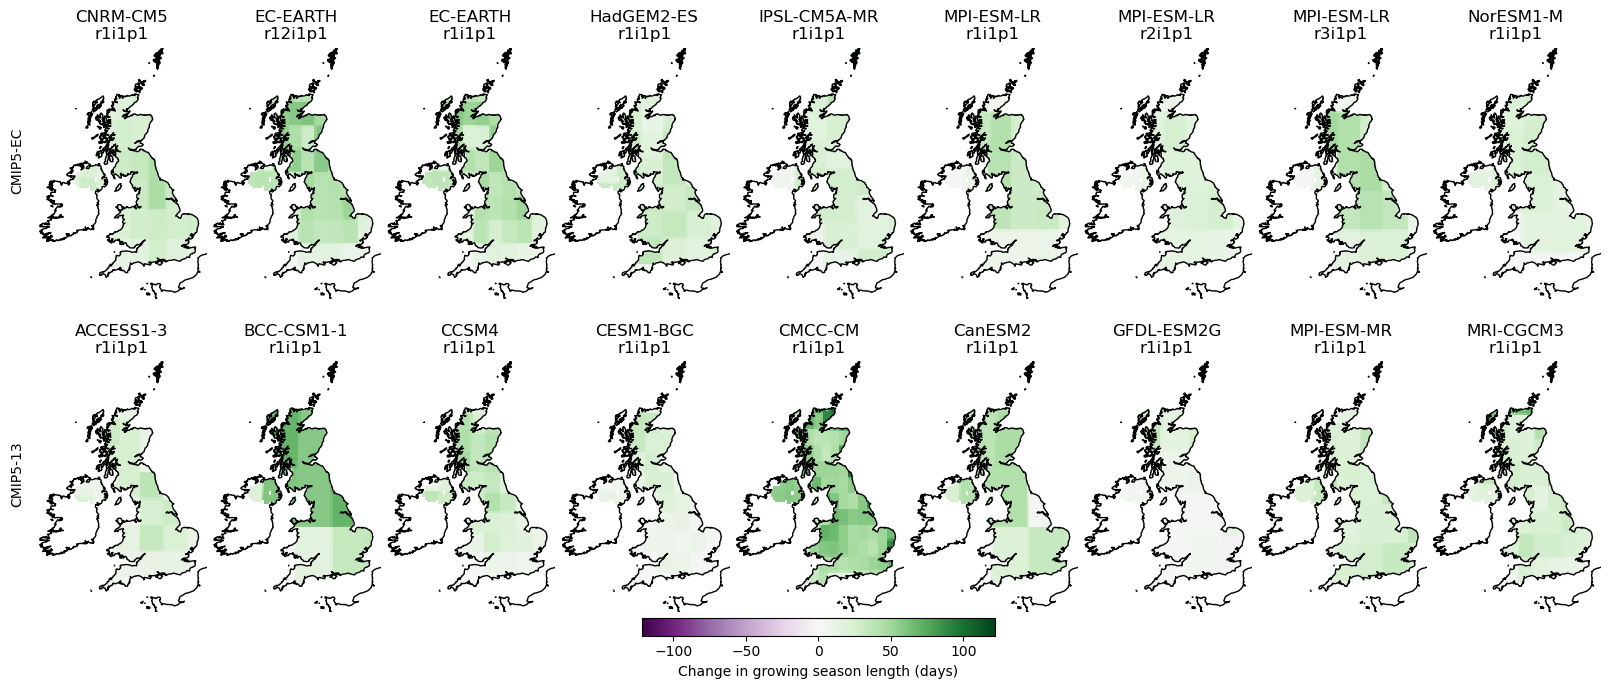 CNRM-CM5 EC-EARTH EC-EARTH HadGEM2-ES IPSL-CM5A-MR MPI-ESM-LR MPI-ESM-LR MPI-ESM-LR NorESM1-M
r1i1p1 r12i1p1 r1i1p1 r1i1p1 r1i1p1 r1i1p1 r2i1p1 r3i1p1 r1i1p1
CMIP5-EC
ACCESS1-3 BCC-CSM1-1 CCSM4 CESM1-BGC CMCC-CM CanESM2 GFDL-ESM2G MPI-ESM-MR MRI-CGCM3
r1i1p1 r1i1p1 r1i1p1 r1i1p1 r1i1p1 r1i1p1 r1i1p1 r1i1p1 r1i1p1
CMIP5-13
−100 −50 0 50 100
Change in growing season length (days)